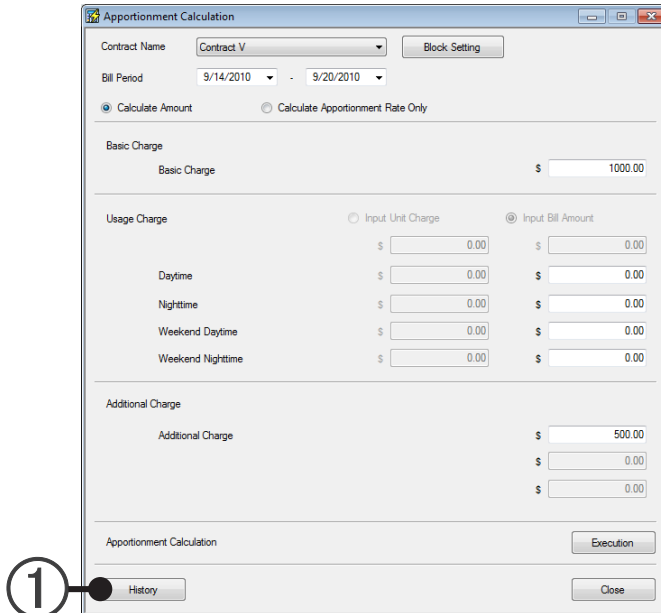 Apportionment Calculation
Contract Name Contract V Block Setting
Bill Period 9/14/2010 - 9/20/2010
Calculate Amount Calculate Apportionment Rate Only
Basic Charge
Basic Charge $ 1000.00
Usage Charge Input Unit Charge Input Bill Amount
$ 0.00 $ 0.00
Daytime $ 0.00 $ 0.00
Nighttime $ 0.00 $ 0.00
Weekend Daytime $ 0.00 $ 0.00
Weekend Nighttime $ 0.00 $ 0.00
Additional Charge
Additional Charge $ 500.00
$ 0.00
$ 0.00
Apportionment Calculation Execution
1 History Close